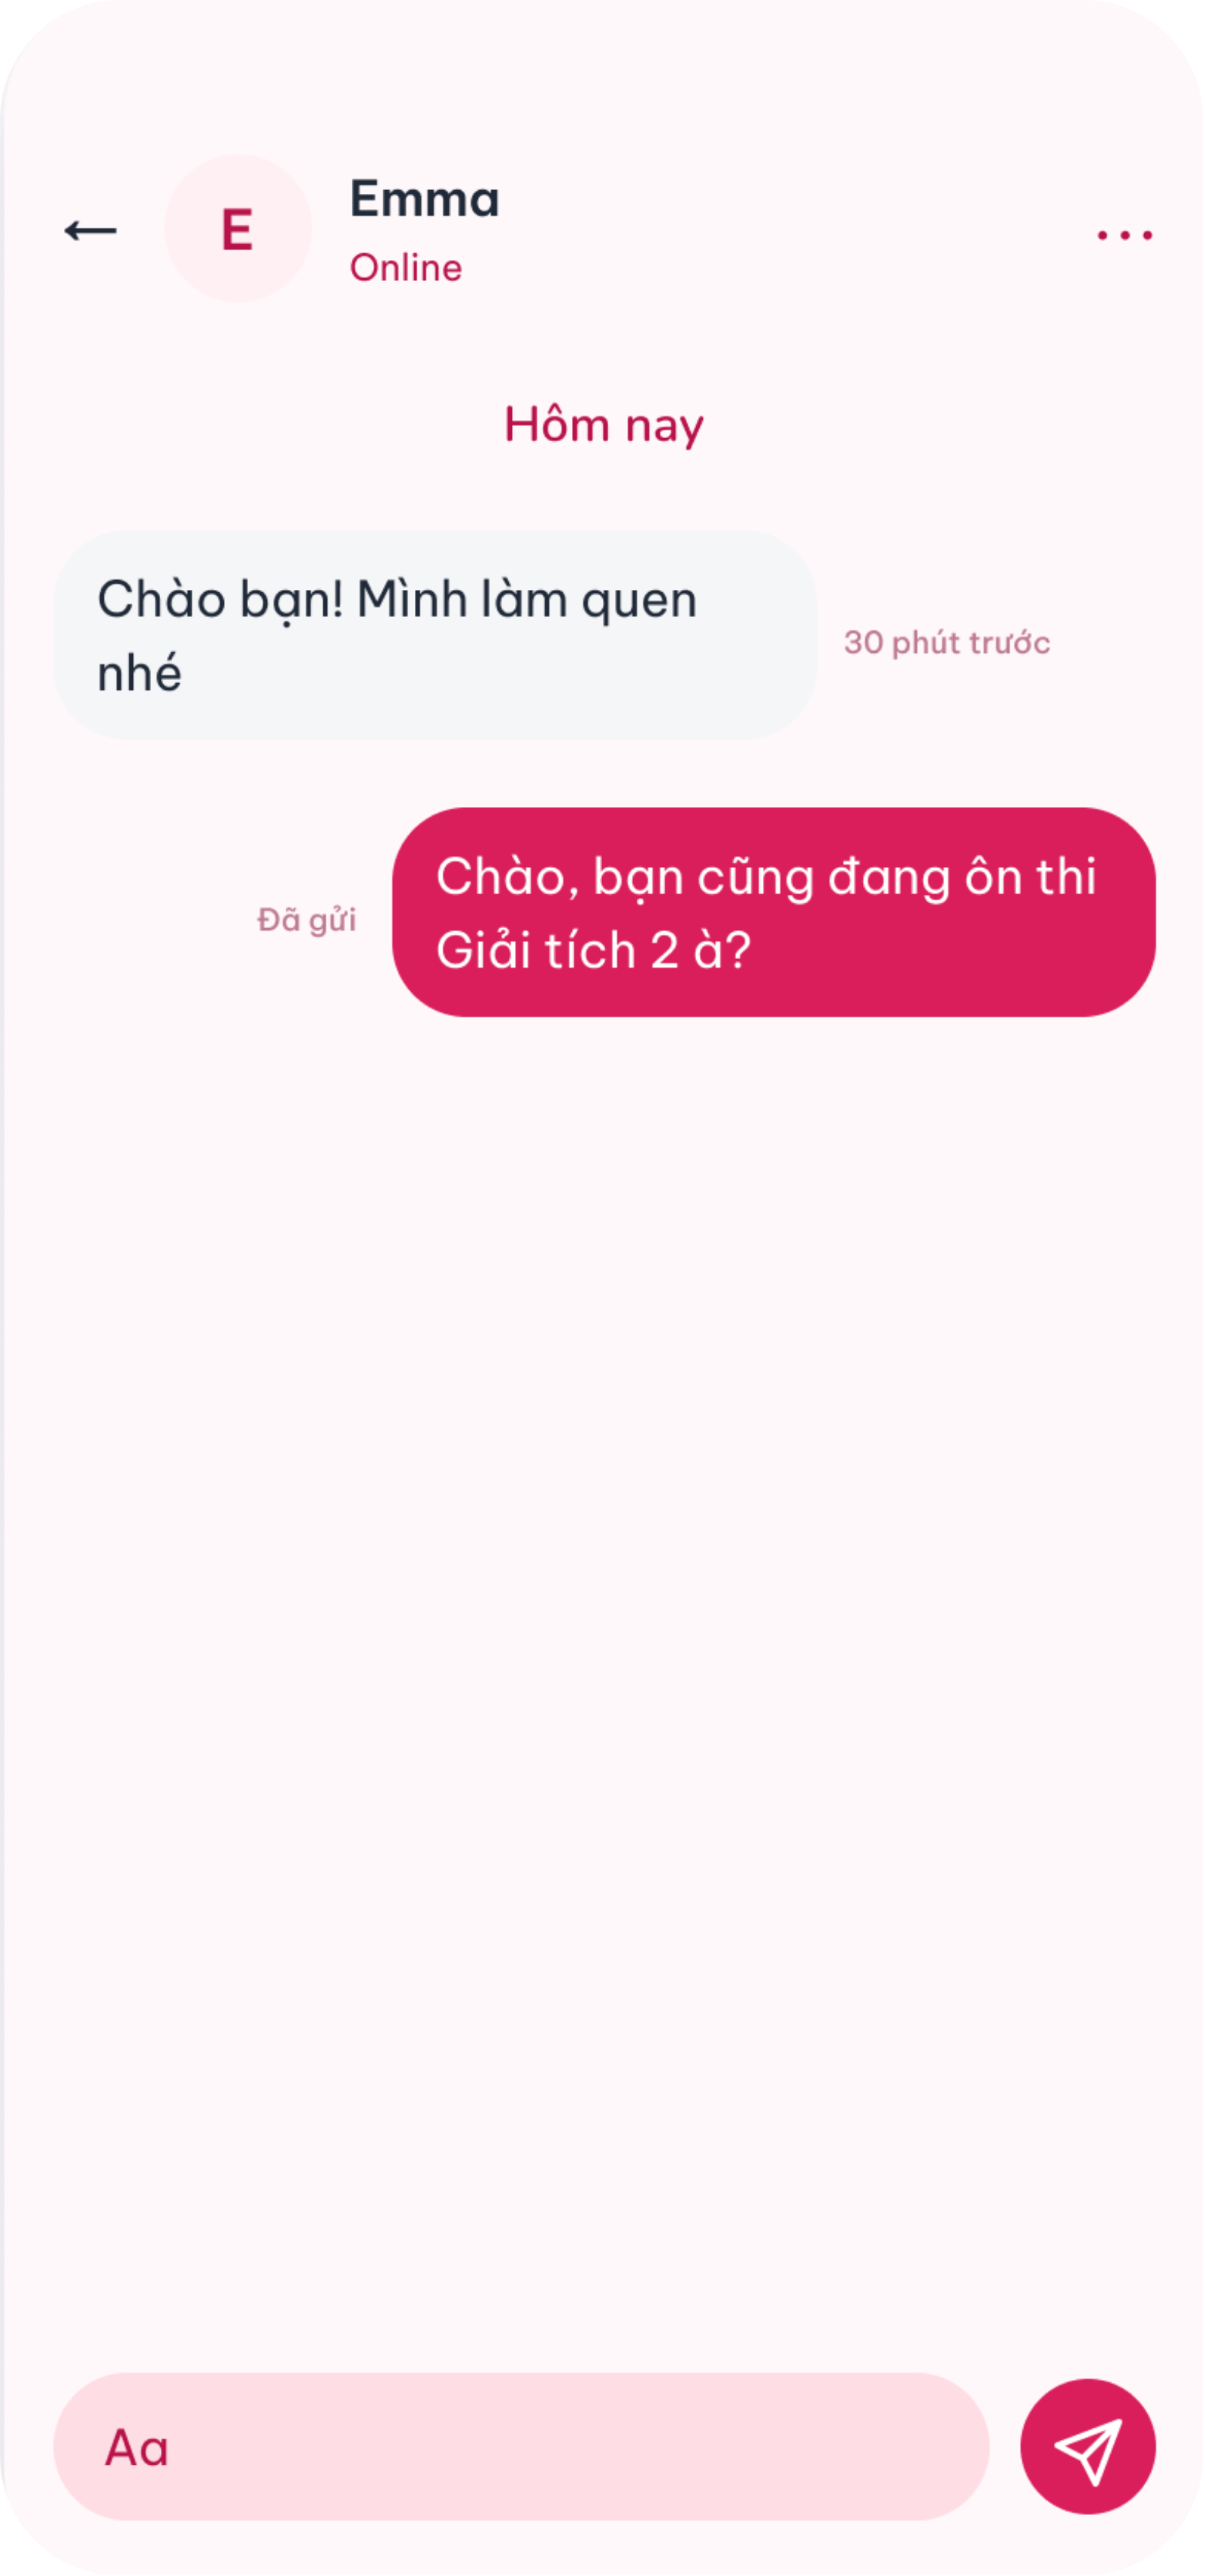 E
Emma
Online
...
Hôm nay
Chào bạn! Mình làm quen
nhé
30 phút trước
Chào, bạn cũng đang ôn thi
Giải tích 2 à?
Đã gửi
Aa